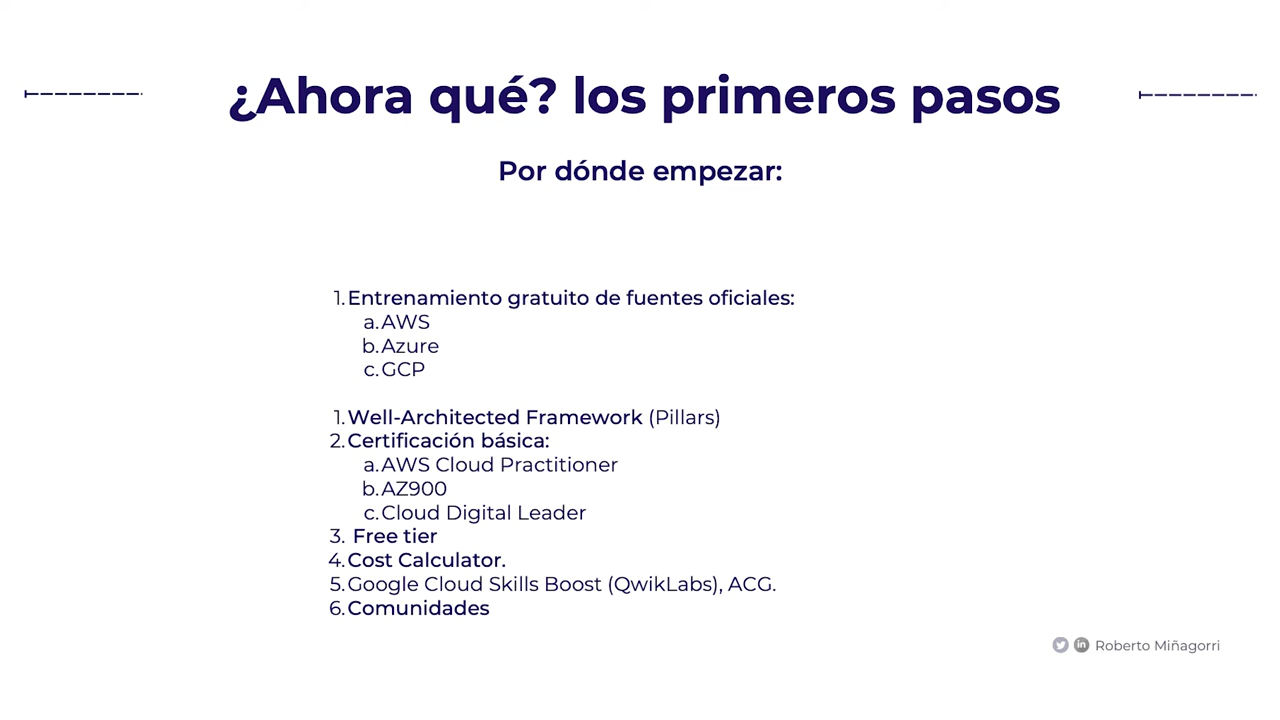 ¿Ahora qué? los primeros pasos
Por dónde empezar:
1. Entrenamiento gratuito de fuentes oficiales:
a. AWS
b. Azure
c. GCP
1. Well-Architected Framework (Pillars)
2. Certificación básica:
a. AWS Cloud Practitioner
b. AZ900
c. Cloud Digital Leader
3. Free tier
4. Cost Calculator.
5. Google Cloud Skills Boost (QwikLabs), ACG.
6. Comunidades
in Roberto Miñagorri